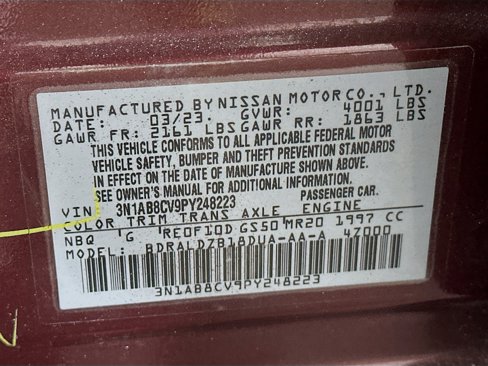 MANUFACTURED BY NISSAN MOTOR CO., LTD.
DATE: 03/23. GVWR: 4001 LBS
GAWR FR: 2161 LBS GAWR RR: 1863 LBS
THIS VEHICLE CONFORMS TO ALL APPLICABLE FEDERAL MOTOR
VEHICLE SAFETY, BUMPER AND THEFT PREVENTION STANDARDS
IN EFFECT ON THE DATE OF MANUFACTURE SHOWN ABOVE.
SEE OWNER'S MANUAL FOR ADDITIONAL INFORMATION.
VIN: 3N1AB8CV9PY248223 PASSENGER CAR.
COLOR TRIM TRANS AXLE ENGINE
NBQ G RE0F10D GS50 MR20 1997 CC
MODEL: BDRALDZB18DUA-AA-A 4Z000
3N1AB8CV9PY248223